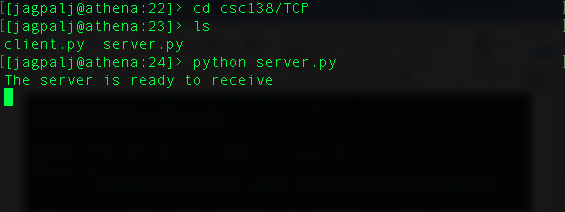 [[jagpalj@athena:22]> cd csc138/TCP ]
[[jagpalj@athena:23]> ls ]
client.py  server.py
[[jagpalj@athena:24]> python server.py ]
The server is ready to receive